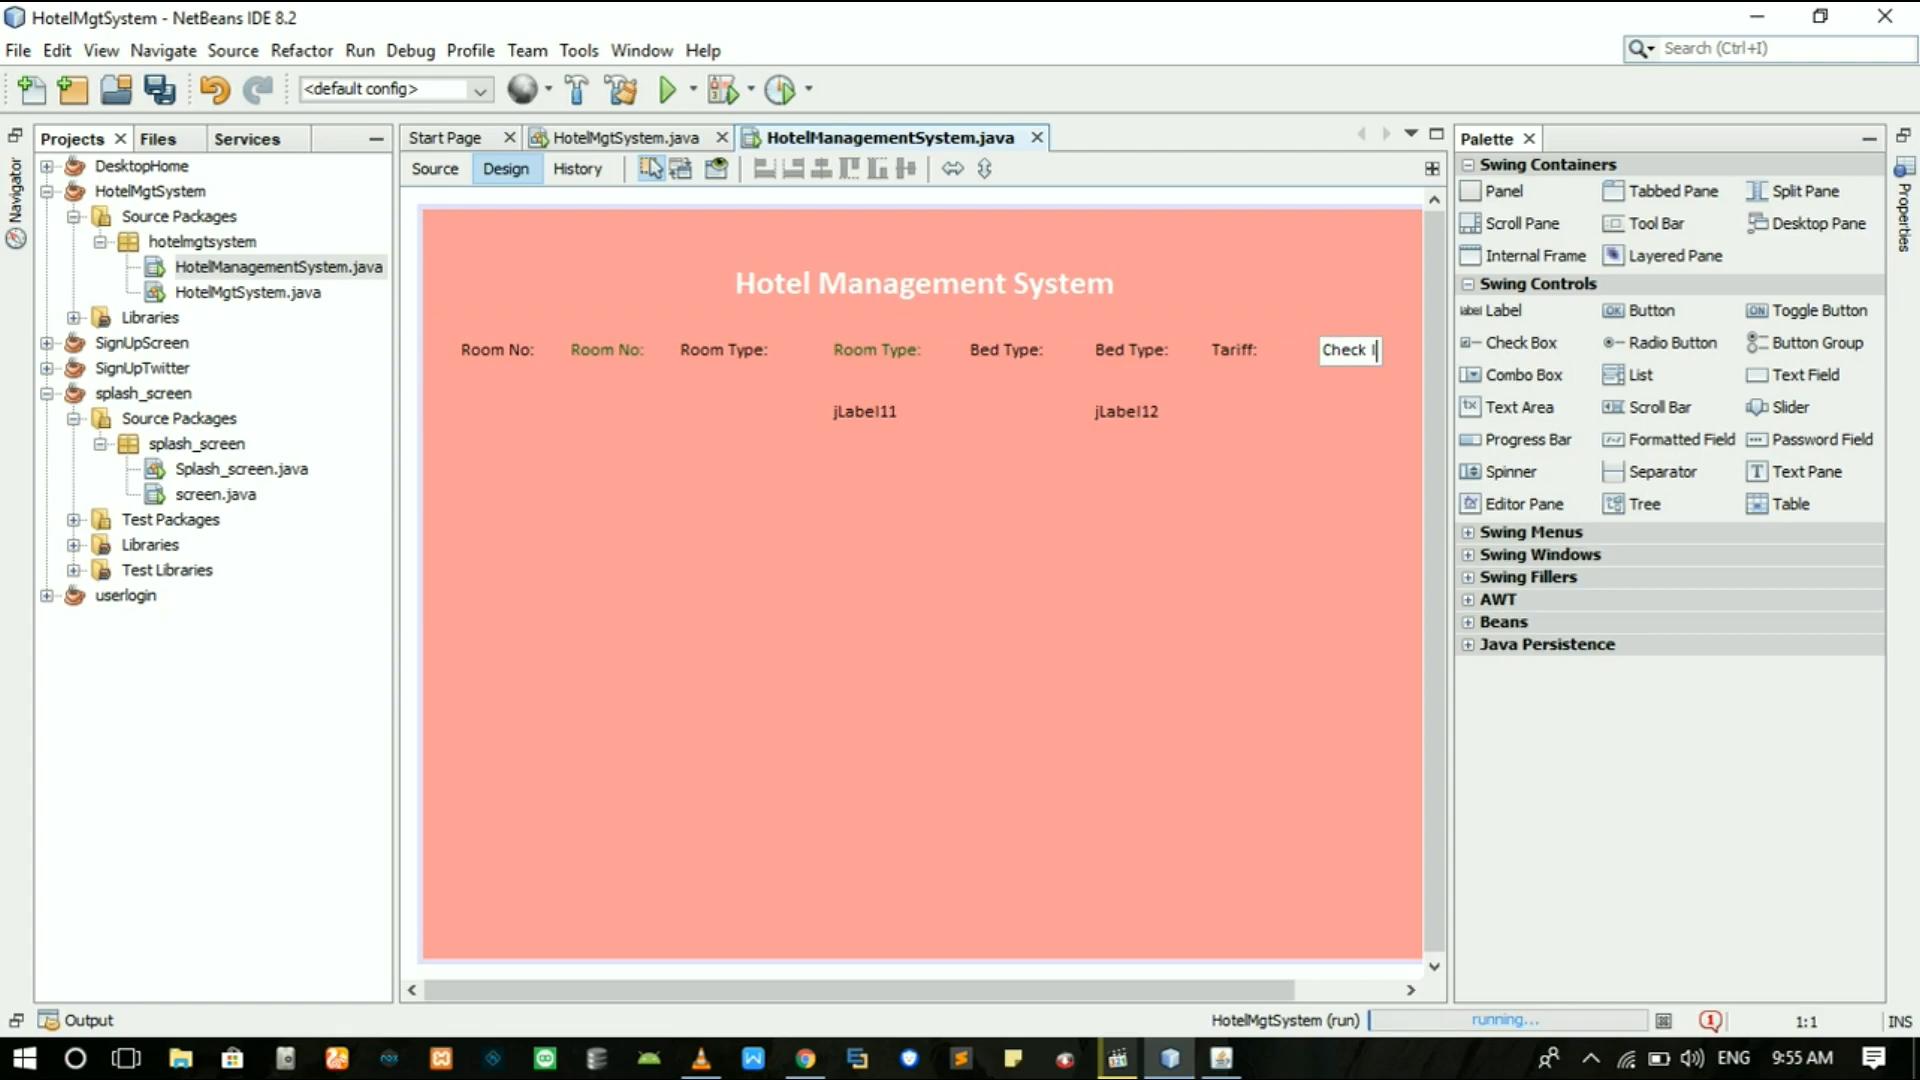 HotelMgtSystem - NetBeans IDE 8.2
File Edit View Navigate Source Refactor Run Debug Profile Team Tools Window Help
Search (Ctrl+I)
<default config>
Projects Files Services
Navigator
DesktopHome
HotelMgtSystem
Source Packages
hotelmgtsystem
HotelManagementSystem.java
HotelMgtSystem.java
Libraries
SignUpScreen
SignUpTwitter
splash_screen
Source Packages
splash_screen
Splash_screen.java
screen.java
Test Packages
Libraries
Test Libraries
userlogin
Start Page HotelMgtSystem.java HotelManagementSystem.java
Source Design History
Hotel Management System
Room No: Room No: Room Type: Room Type: Bed Type: Bed Type: Tariff: Check I
jLabel11 jLabel12
Palette
Swing Containers
Panel Tabbed Pane Split Pane
Scroll Pane Tool Bar Desktop Pane
Internal Frame Layered Pane
Swing Controls
label Label OK Button ON Toggle Button
Check Box Radio Button Button Group
Combo Box List Text Field
Text Area Scroll Bar Slider
Progress Bar Formatted Field Password Field
Spinner Separator Text Pane
Editor Pane Tree Table
Swing Menus
Swing Windows
Swing Fillers
AWT
Beans
Java Persistence
Properties
Output
HotelMgtSystem (run) running... 1 1:1 INS
ENG 9:55 AM